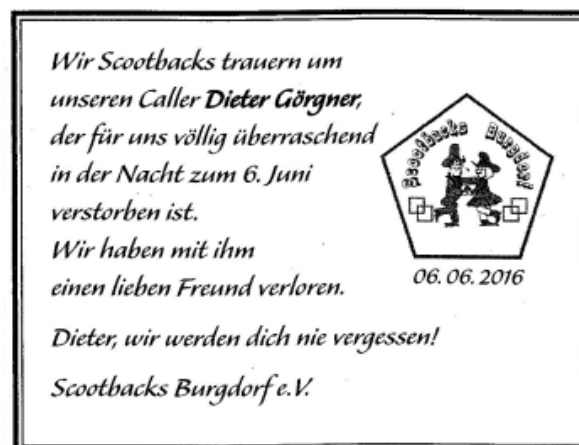 Wir Scootbacks trauern um
unseren Caller Dieter Görgner,
der für uns völlig überraschend
in der Nacht zum 6. Juni
verstorben ist.
Wir haben mit ihm
einen lieben Freund verloren.
Scootbacks Burgdorf
06. 06. 2016
Dieter, wir werden dich nie vergessen!
Scootbacks Burgdorf e.V.